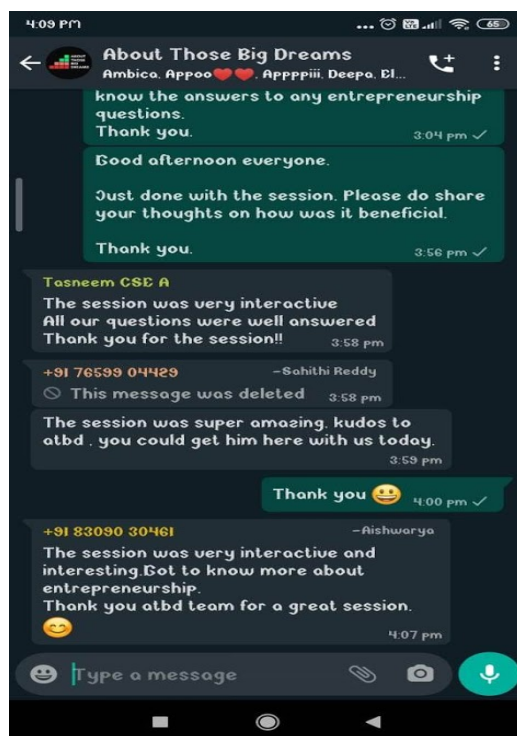 4:09 PM
65
About Those Big Dreams
Ambica, Appoo❤️❤️, Appppiii, Deepa, El...
know the answers to any entrepreneurship
questions.
Thank you.
3:04 pm
Good afternoon everyone.
Just done with the session. Please do share
your thoughts on how was it beneficial.
Thank you.
3:56 pm
Tasneem CSE A
The session was very interactive
All our questions were well answered
Thank you for the session!!
3:58 pm
+91 76599 04429 ~Sahithi Reddy
This message was deleted 3:58 pm
The session was super amazing, kudos to
atbd , you could get him here with us today.
3:59 pm
Thank you 😃 4:00 pm
+91 83090 30461 ~Aishwarya
The session was very interactive and
interesting.Got to know more about
entrepreneurship.
Thank you atbd team for a great session.
😊
4:07 pm
Type a message